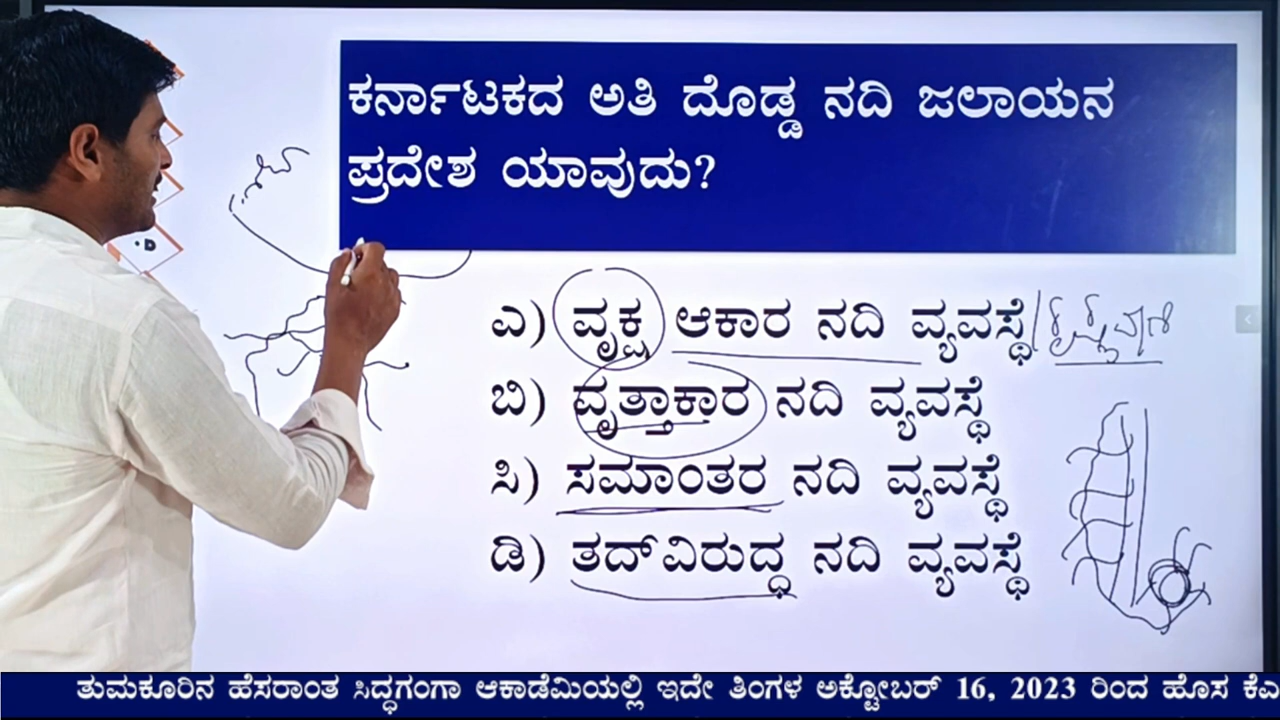 ಕರ್ನಾಟಕದ ಅತಿ ದೊಡ್ಡ ನದಿ ಜಲಾಯನ
ಪ್ರದೇಶ ಯಾವುದು?
ಎ) ವೃಕ್ಷ ಆಕಾರ ನದಿ ವ್ಯವಸ್ಥೆ
ಬಿ) ವೃತ್ತಾಕಾರ ನದಿ ವ್ಯವಸ್ಥೆ
ಸಿ) ಸಮಾಂತರ ನದಿ ವ್ಯವಸ್ಥೆ
ಡಿ) ತದ್‌ವಿರುದ್ಧ ನದಿ ವ್ಯವಸ್ಥೆ
ತುಮಕೂರಿನ ಹೆಸರಾಂತ ಸಿದ್ಧಗಂಗಾ ಆಕಾಡೆಮಿಯಲ್ಲಿ ಇದೇ ತಿಂಗಳ ಅಕ್ಟೋಬರ್ 16, 2023 ರಿಂದ ಹೊಸ ಕೆಎ